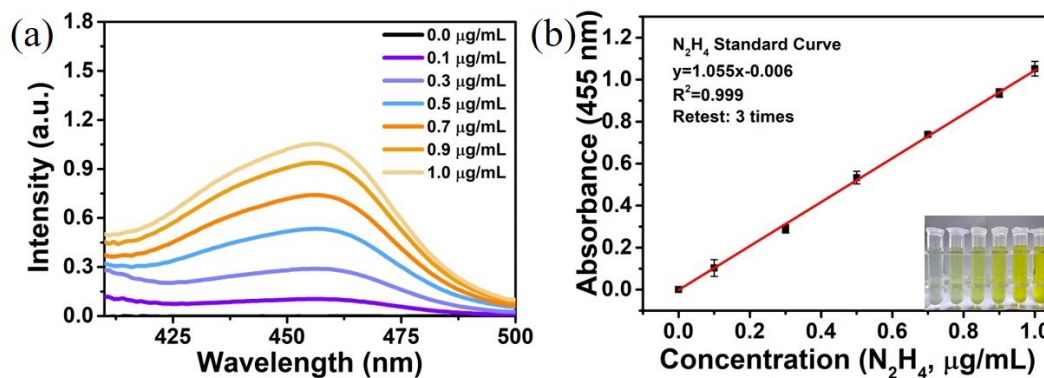 (a)
1.8
1.5
1.2
0.9
0.6
0.3
0.0
Intensity (a.u.)
0.0 μg/mL
0.1 μg/mL
0.3 μg/mL
0.5 μg/mL
0.7 μg/mL
0.9 μg/mL
1.0 μg/mL
425 450 475 500
Wavelength (nm)
(b)
1.2
1.0
0.8
0.6
0.4
0.2
0.0
Absorbance (455 nm)
N₂H₄ Standard Curve
y=1.055x-0.006
R²=0.999
Retest: 3 times
0.0 0.2 0.4 0.6 0.8 1.0
Concentration (N₂H₄, μg/mL)